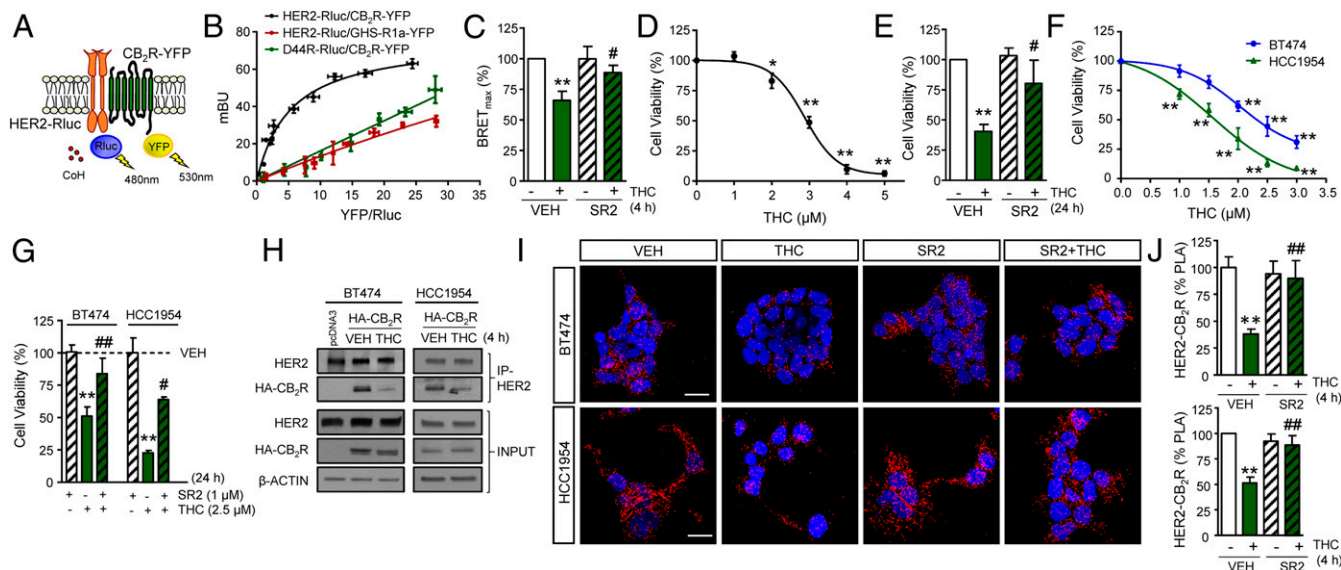 A
CB2R-YFP
HER2-Rluc
Rluc
YFP
CoH
480nm
530nm
B
HER2-Rluc/CB2R-YFP
HER2-Rluc/GHS-R1a-YFP
D44R-Rluc/CB2R-YFP
mBU
60
40
20
0
0 5 10 15 20 25 30 35
YFP/Rluc
C
BRETmax (%)
125
100
75
50
25
0
**
#
- + - + THC
VEH SR2 (4 h)
D
Cell Viability (%)
125
100
75
50
25
0
*
**
**
**
0 1 2 3 4 5
THC (µM)
E
Cell Viability (%)
125
100
75
50
25
0
**
#
- + - + THC
VEH SR2 (24 h)
F
BT474
HCC1954
Cell Viability (%)
125
100
75
50
25
0
** ** ** ** **
** ** **
0.0 0.5 1.0 1.5 2.0 2.5 3.0
THC (µM)
G
BT474 HCC1954
Cell Viability (%)
125
100
75
50
25
0
VEH
** ## ** #
(24 h)
+ - + + + + SR2 (1 µM)
- + + - + + THC (2.5 µM)
H
BT474 HCC1954
pcDNA3
HA-CB2R HA-CB2R
VEH THC VEH THC (4 h)
HER2
HA-CB2R
IP-HER2
HER2
HA-CB2R
β-ACTIN
INPUT
I
VEH THC SR2 SR2+THC
BT474
HCC1954
J
HER2-CB2R (% PLA)
125
100
75
50
25
0
**
##
- + - + THC
VEH SR2 (4 h)
HER2-CB2R (% PLA)
125
100
75
50
25
0
**
##
- + - + THC
VEH SR2 (4 h)